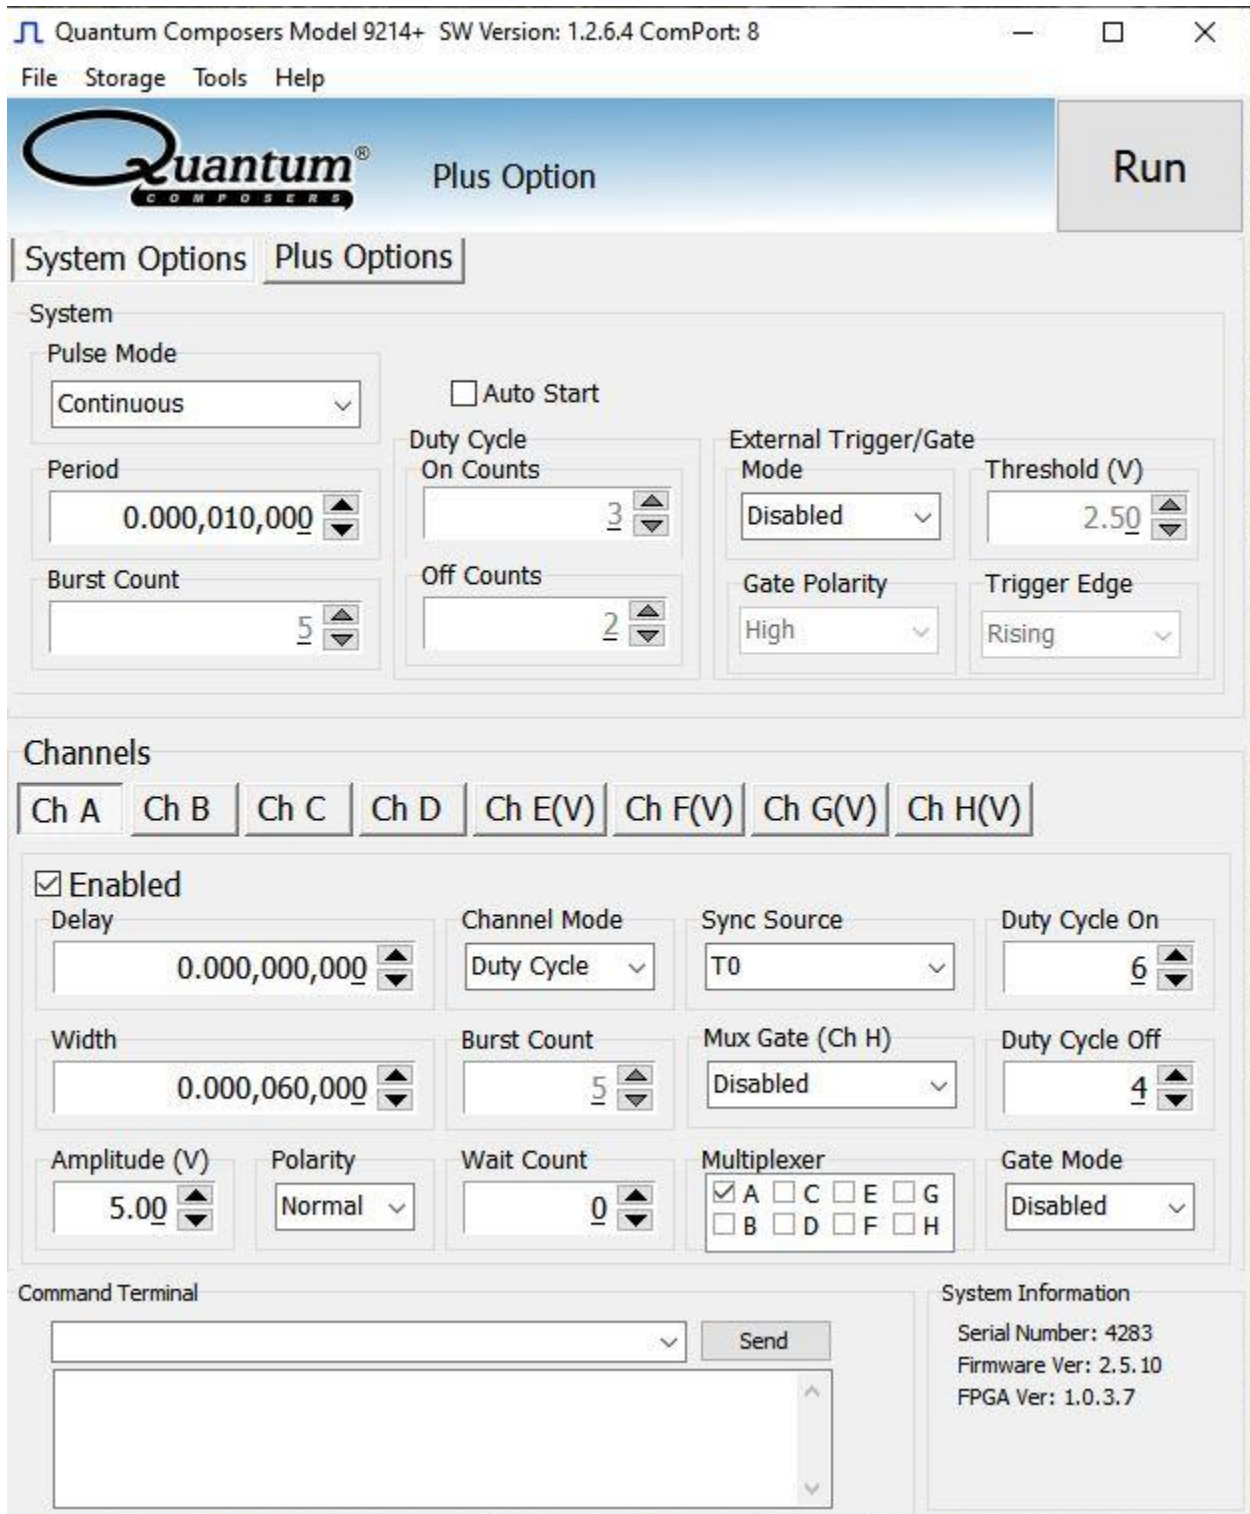 Quantum Composers Model 9214+ SW Version: 1.2.6.4 ComPort: 8
File Storage Tools Help
Quantum®
COMPOSERS
Plus Option
Run
System Options Plus Options
System
Pulse Mode
Continuous
Auto Start
Duty Cycle
External Trigger/Gate
Period
On Counts
Mode
Threshold (V)
0.000,010,000
3
Disabled
2.50
Burst Count
Off Counts
Gate Polarity
Trigger Edge
5
2
High
Rising
Channels
Ch A Ch B Ch C Ch D Ch E(V) Ch F(V) Ch G(V) Ch H(V)
Enabled
Delay
Channel Mode
Sync Source
Duty Cycle On
0.000,000,000
Duty Cycle
T0
6
Width
Burst Count
Mux Gate (Ch H)
Duty Cycle Off
0.000,060,000
5
Disabled
4
Amplitude (V)
Polarity
Wait Count
Multiplexer
Gate Mode
5.00
Normal
0
A C E G
B D F H
Disabled
Command Terminal
Send
System Information
Serial Number: 4283
Firmware Ver: 2.5.10
FPGA Ver: 1.0.3.7